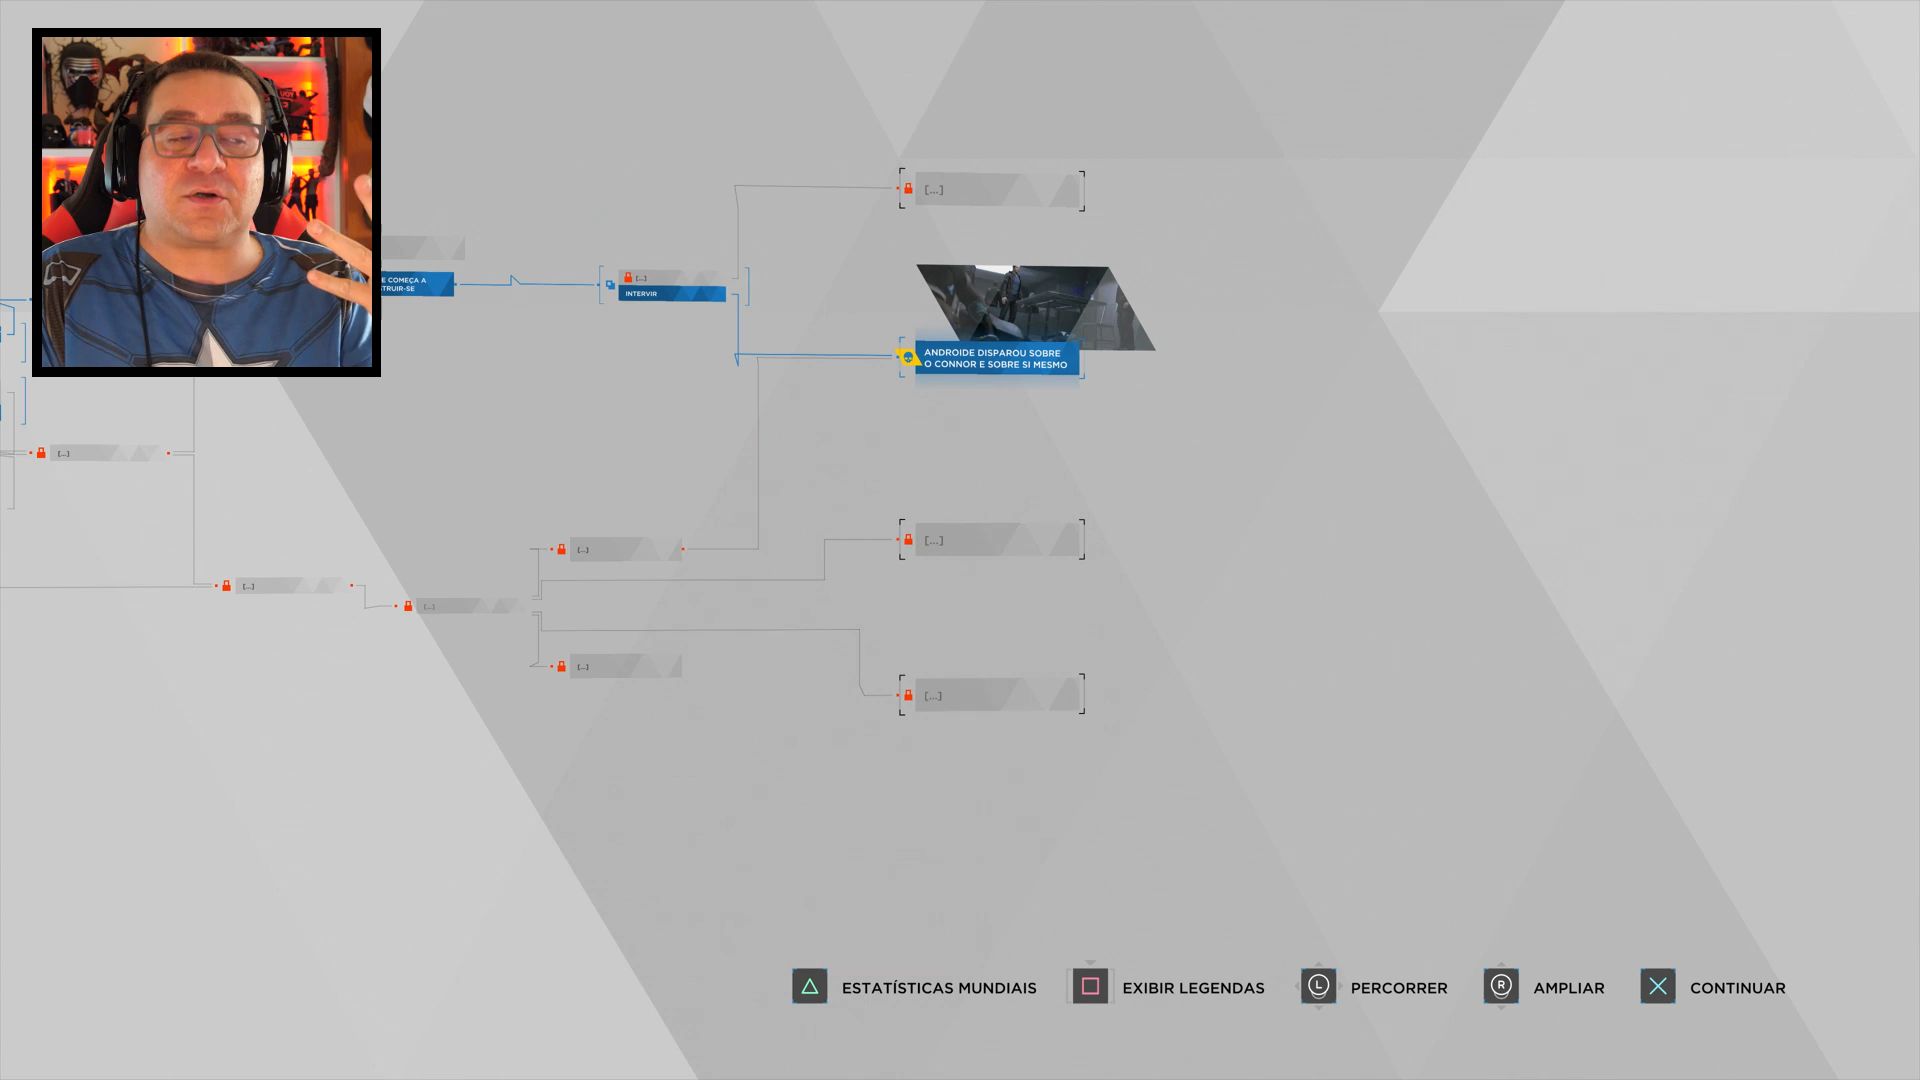 [...]
E COMEÇA A
TRUIR-SE
[...]
INTERVIR
ANDROIDE DISPAROU SOBRE
O CONNOR E SOBRE SI MESMO
[...]
[...]
[...]
[...]
[...]
[...]
[...]
ESTATÍSTICAS MUNDIAIS
EXIBIR LEGENDAS
L
PERCORRER
R
AMPLIAR
CONTINUAR